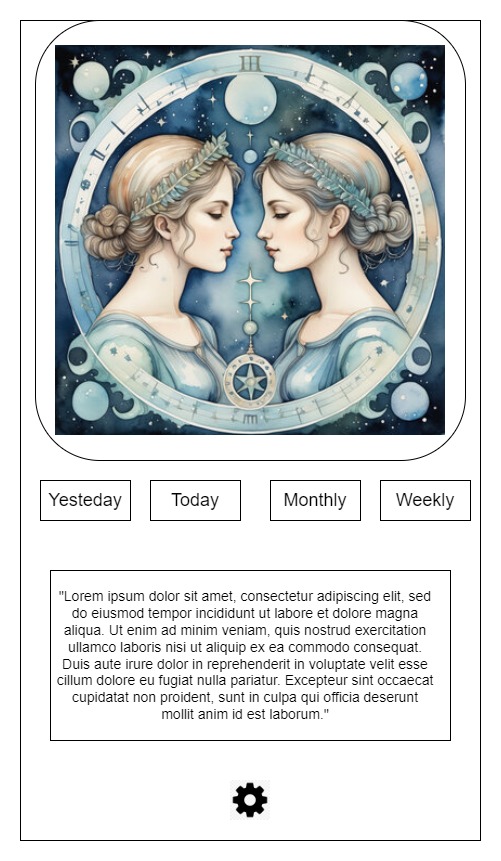 Yesteday
Today
Monthly
Weekly
"Lorem ipsum dolor sit amet, consectetur adipiscing elit, sed
do eiusmod tempor incididunt ut labore et dolore magna
aliqua. Ut enim ad minim veniam, quis nostrud exercitation
ullamco laboris nisi ut aliquip ex ea commodo consequat.
Duis aute irure dolor in reprehenderit in voluptate velit esse
cillum dolore eu fugiat nulla pariatur. Excepteur sint occaecat
cupidatat non proident, sunt in culpa qui officia deserunt
mollit anim id est laborum."